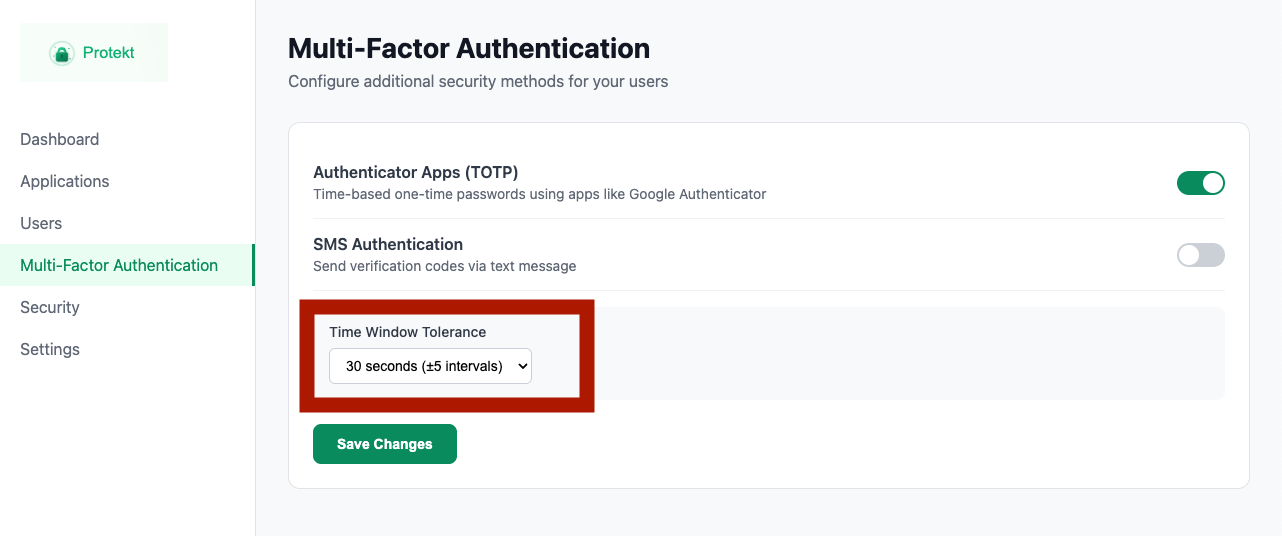 Protekt
Dashboard
Applications
Users
Multi-Factor Authentication
Security
Settings
Multi-Factor Authentication
Configure additional security methods for your users
Authenticator Apps (TOTP)
Time-based one-time passwords using apps like Google Authenticator
SMS Authentication
Send verification codes via text message
Time Window Tolerance
30 seconds (±5 intervals)
Save Changes